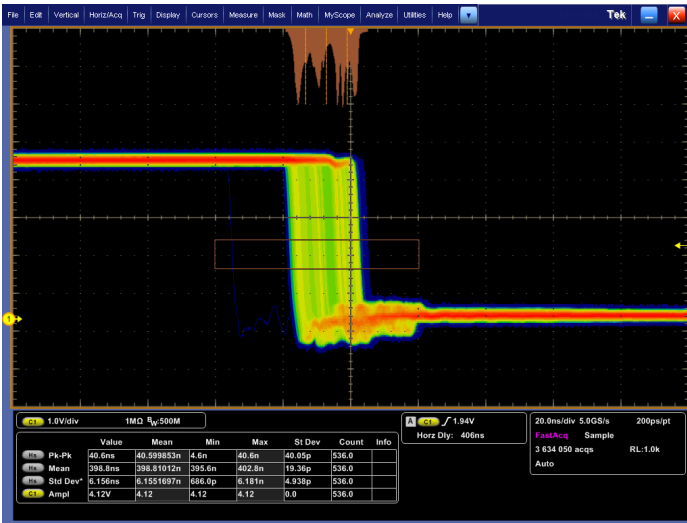 File Edit Vertical Horiz/Acq Trig Display Cursors Measure Mask Math MyScope Analyze Utilities Help Tek X
1
C1 1.0V/div 1MΩ BW:500M
A C1 1.94V
Horz Dly: 406ns
20.0ns/div 5.0GS/s 200ps/pt
FastAcq Sample
3 634 050 acqs RL:1.0k
Auto
Value Mean Min Max St Dev Count Info
Hs Pk-Pk 40.6ns 40.599853n 4.6n 40.6n 40.05p 536.0
Hs Mean 398.8ns 398.81012n 395.6n 402.8n 19.36p 536.0
Hs Std Dev* 6.156ns 6.1551697n 686.0p 6.181n 4.938p 536.0
C1 Ampl 4.12V 4.12 4.12 4.12 0.0 536.0